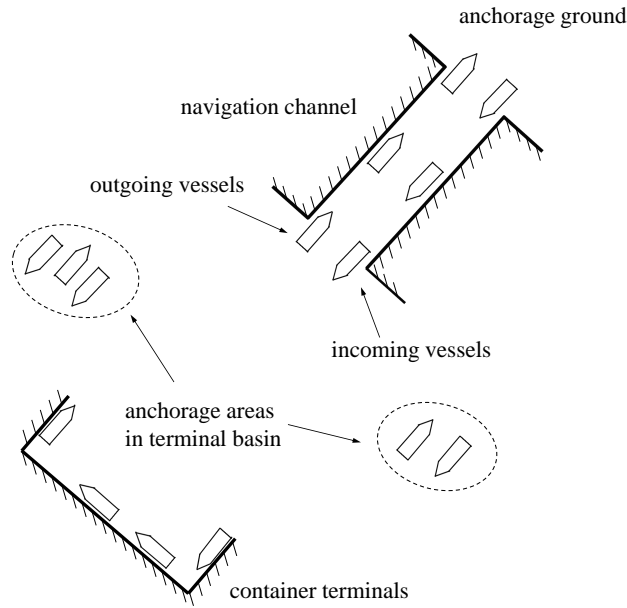 anchorage ground
navigation channel
outgoing vessels
incoming vessels
anchorage areas
in terminal basin
container terminals